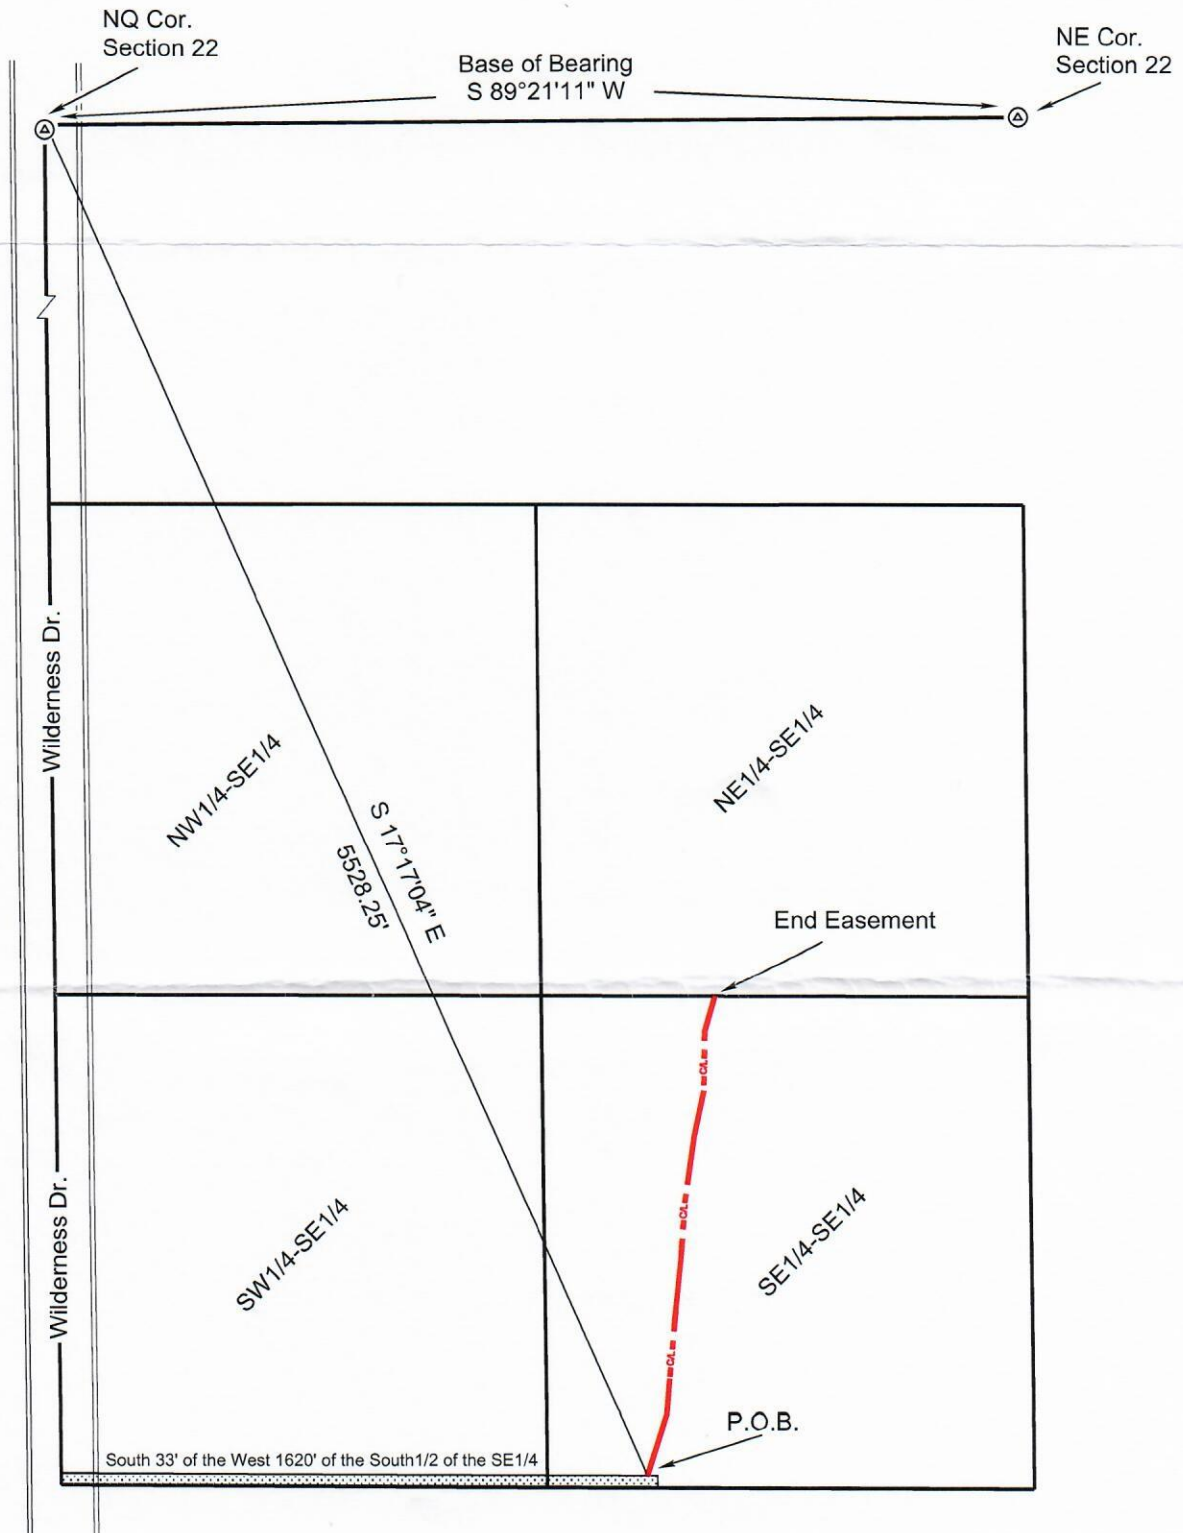 NQ Cor.
Section 22
Base of Bearing
S 89°21'11" W
NE Cor.
Section 22
Wilderness Dr.
NW1/4-SE1/4
NE1/4-SE1/4
S 17°17'04" E
5528.25'
End Easement
C/L
C/L
C/L
Wilderness Dr.
SW1/4-SE1/4
SE1/4-SE1/4
P.O.B.
South 33' of the West 1620' of the South1/2 of the SE1/4